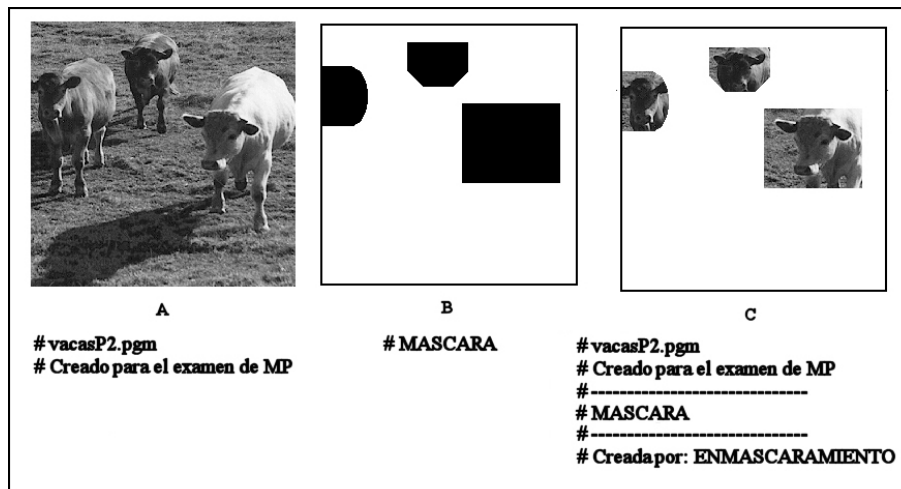 A
B
C
# vacasP2.pgm
# Creado para el examen de MP
# MASCARA
# vacasP2.pgm
# Creado para el examen de MP
# -------------------------------
# MASCARA
# -------------------------------
# Creada por: ENMASCARAMIENTO